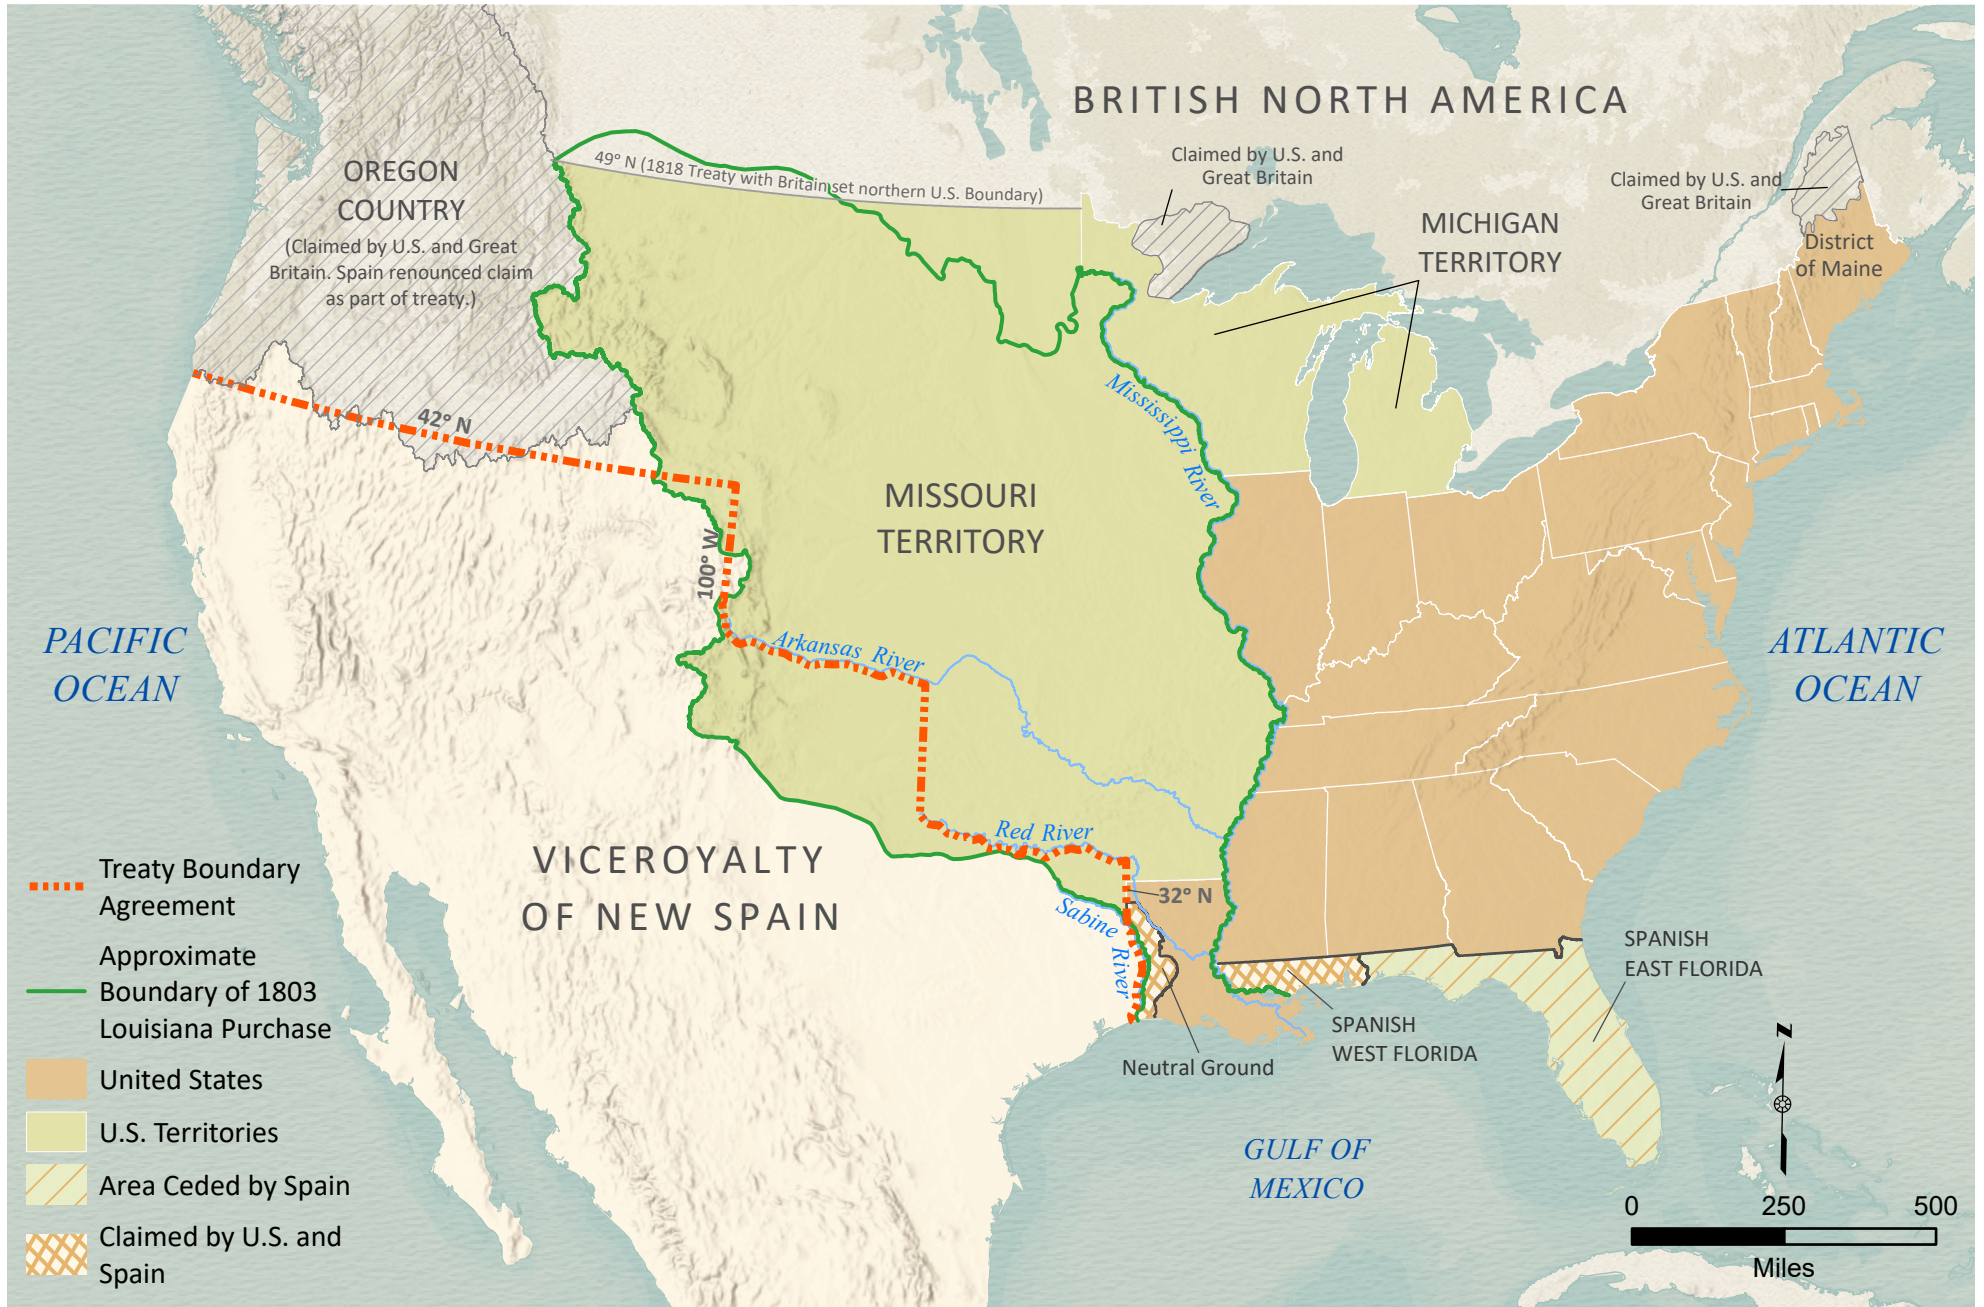 BRITISH NORTH AMERICA
Claimed by U.S. and
Great Britain
Claimed by U.S. and
Great Britain
OREGON
COUNTRY
(Claimed by U.S. and Great
Britain. Spain renounced claim
as part of treaty.)
49° N (1818 Treaty with Britain set northern U.S. Boundary)
MICHIGAN
TERRITORY
District
of Maine
42° N
Mississippi River
MISSOURI
TERRITORY
100° W
PACIFIC
OCEAN
Arkansas River
ATLANTIC
OCEAN
Red River
VICEROYALTY
OF NEW SPAIN
32° N
Sabine River
SPANISH
EAST FLORIDA
SPANISH
WEST FLORIDA
Neutral Ground
GULF OF
MEXICO
Treaty Boundary
Agreement
Approximate
Boundary of 1803
Louisiana Purchase
United States
U.S. Territories
Area Ceded by Spain
Claimed by U.S. and
Spain
N
0 250 500
Miles